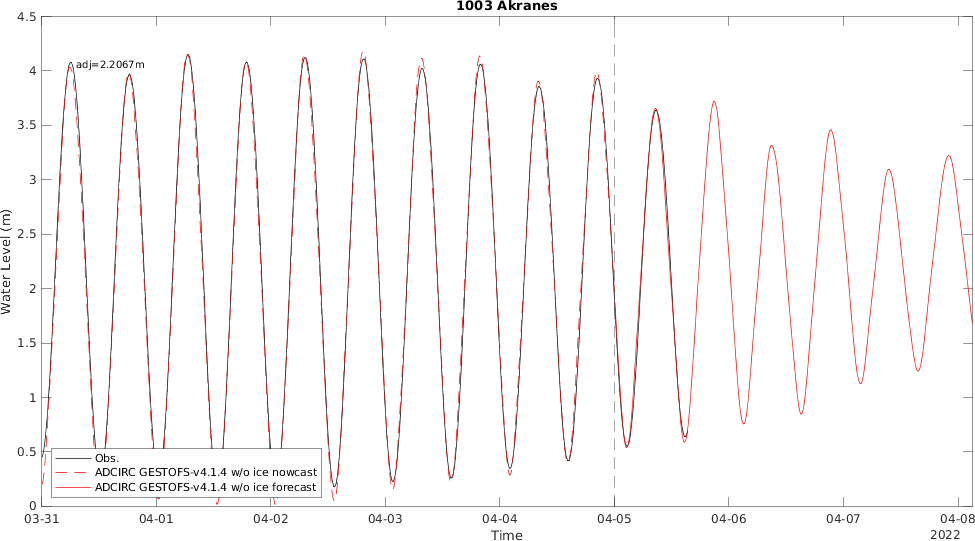 1003 Akranes
4.5
4
3.5
3
2.5
2
1.5
1
0.5
0
Water Level (m)
adj=2.2067m
Obs.
ADCIRC GESTOFS-v4.1.4 w/o ice nowcast
ADCIRC GESTOFS-v4.1.4 w/o ice forecast
03-31 04-01 04-02 04-03 04-04 04-05 04-06 04-07 04-08
Time
2022